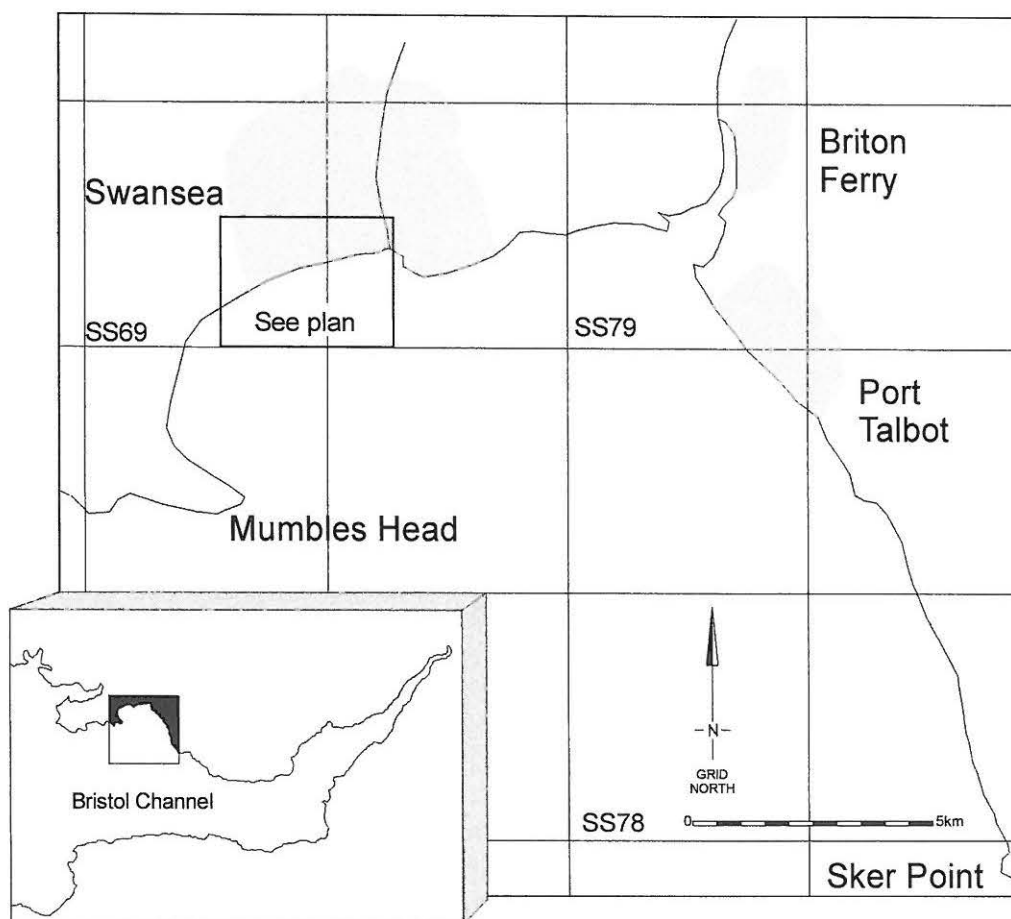 Briton
Ferry
Swansea
SS69
See plan
SS79
Port
Talbot
Mumbles Head
-N-
GRID
NORTH
Bristol Channel
SS78
0
5km
Sker Point